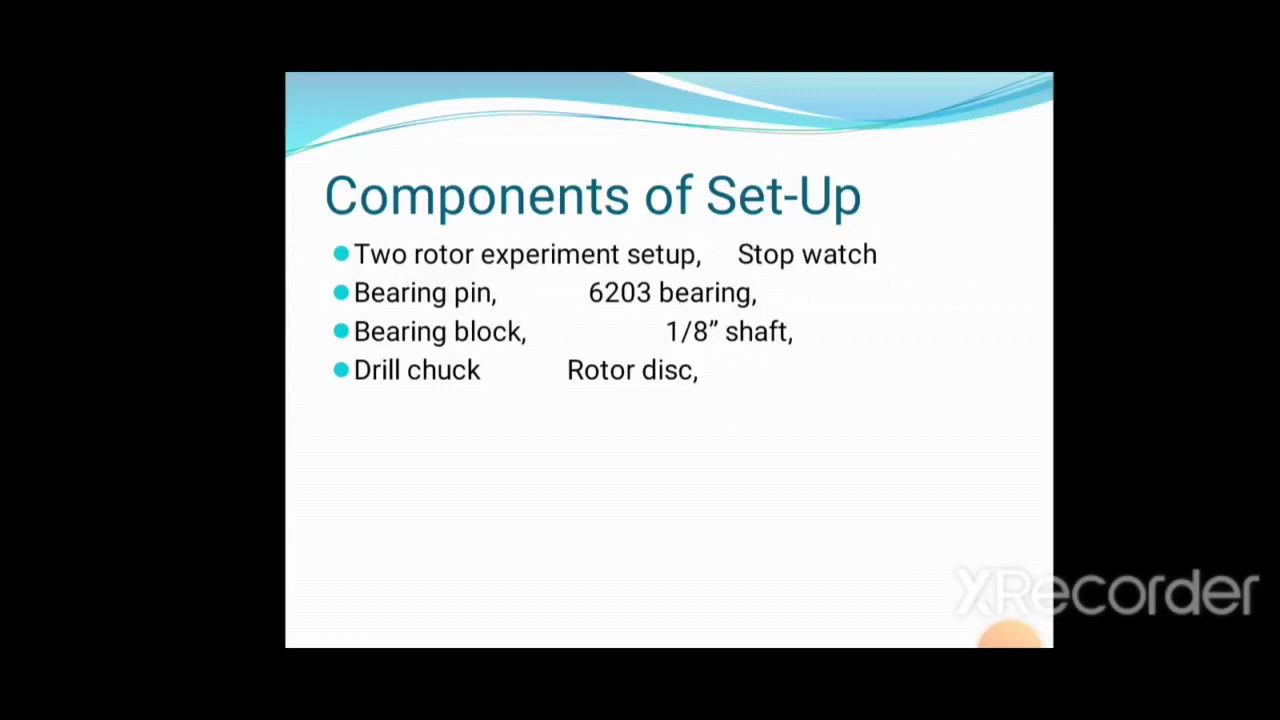 Components of Set-Up
Two rotor experiment setup, Stop watch
Bearing pin, 6203 bearing,
Bearing block, 1/8” shaft,
Drill chuck Rotor disc,
XRecorder